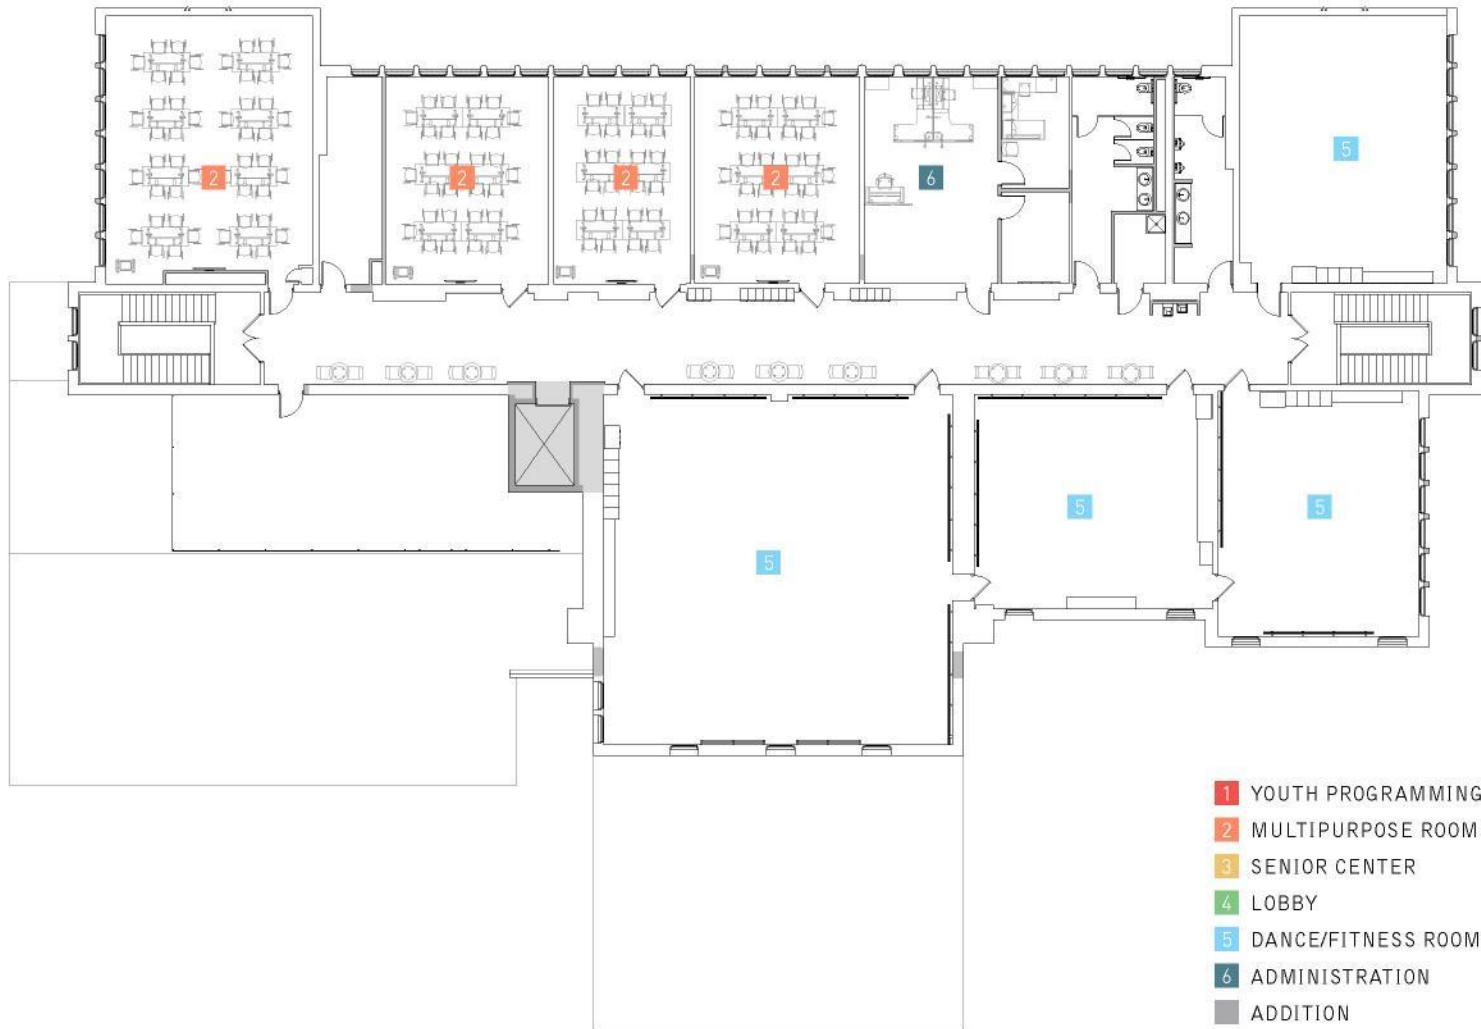 2
2
2
2
6
5
5
5
5
1 YOUTH PROGRAMMING
2 MULTIPURPOSE ROOM
3 SENIOR CENTER
4 LOBBY
5 DANCE/FITNESS ROOM
6 ADMINISTRATION
ADDITION